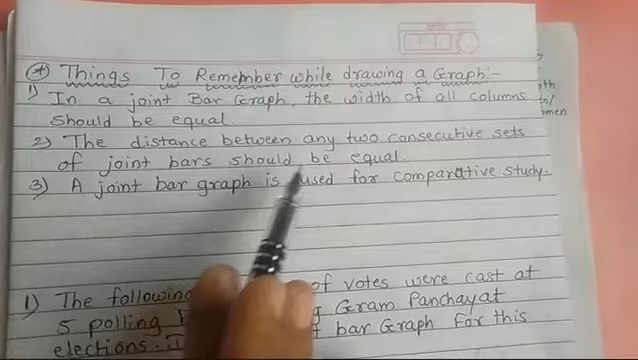 Things To Remember while drawing a Graph:-
1) In a joint Bar Graph, the width of all columns
should be equal.
2) The distance between any two consecutive sets
of joint bars should be equal.
3) A joint bar graph is used for comparative study.
1) The following of votes were cast at
5 polling Gram Panchayat
elections. bar Graph for this